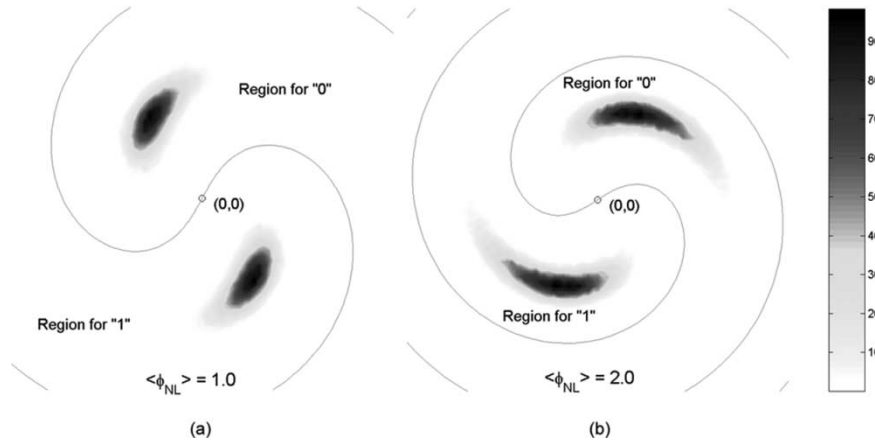 Region for "0"
(0,0)
Region for "1"
<ϕNL> = 1.0
(a)
Region for "0"
(0,0)
Region for "1"
<ϕNL> = 2.0
(b)
90
80
70
60
50
40
30
20
10